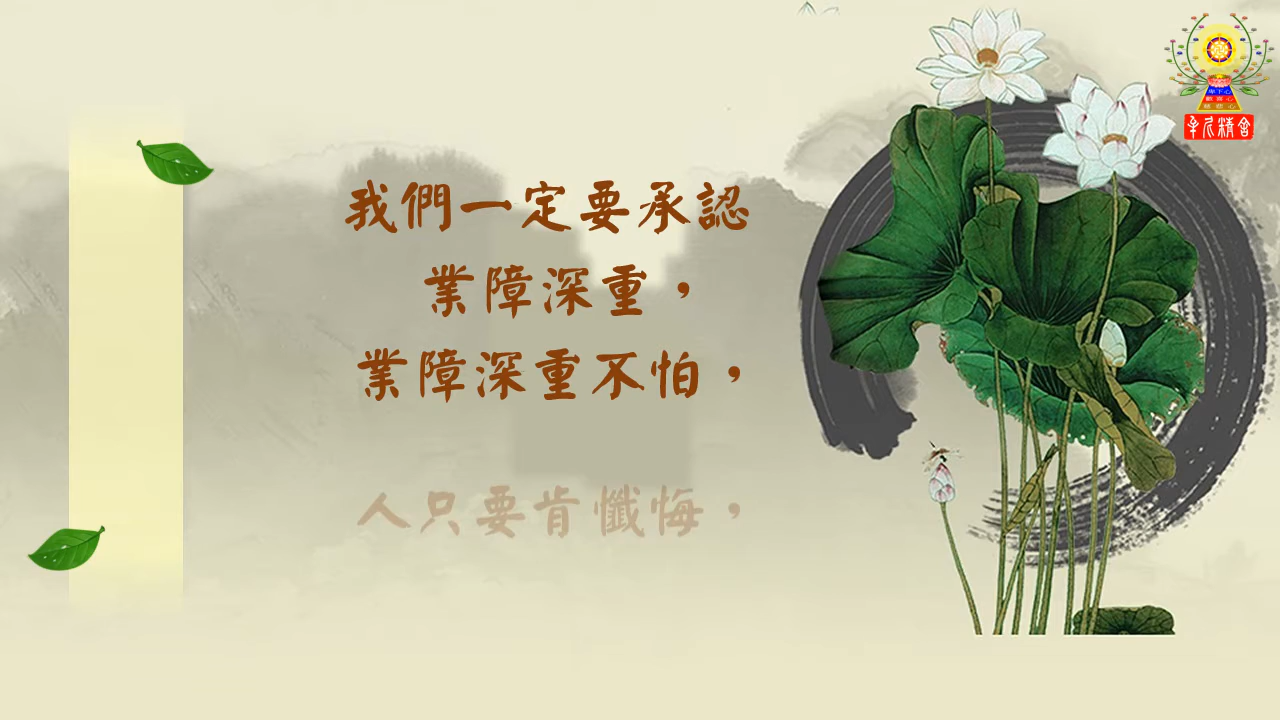 我們一定要承認
業障深重，
業障深重不怕，
人只要肯懺悔，